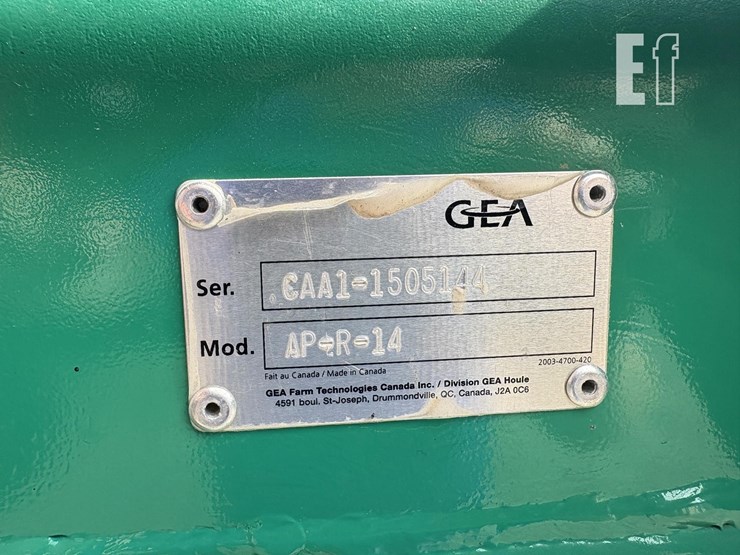 Ef
GEA
Ser. CAA1-1505144
Mod. AP-R-14
Fait au Canada / Made in Canada 2003-4700-420
GEA Farm Technologies Canada Inc. / Division GEA Houle
4591 boul. St-Joseph, Drummondville, QC, Canada, J2A 0C6